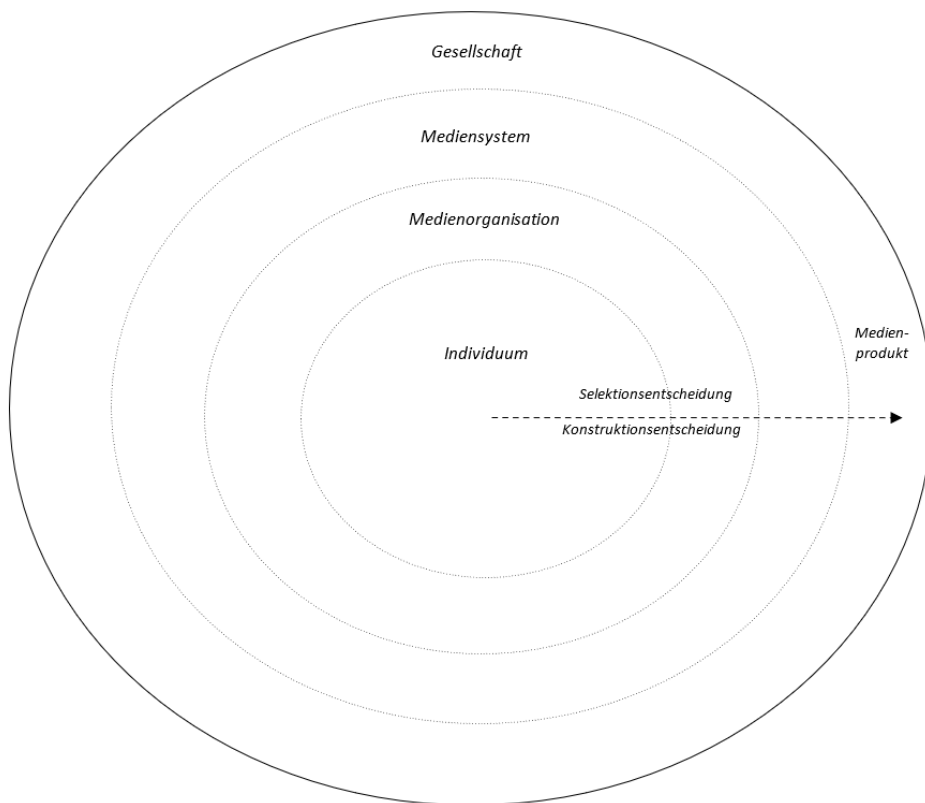 Gesellschaft
Mediensystem
Medienorganisation
Individuum
Medien-
produkt
Selektionsentscheidung
Konstruktionsentscheidung